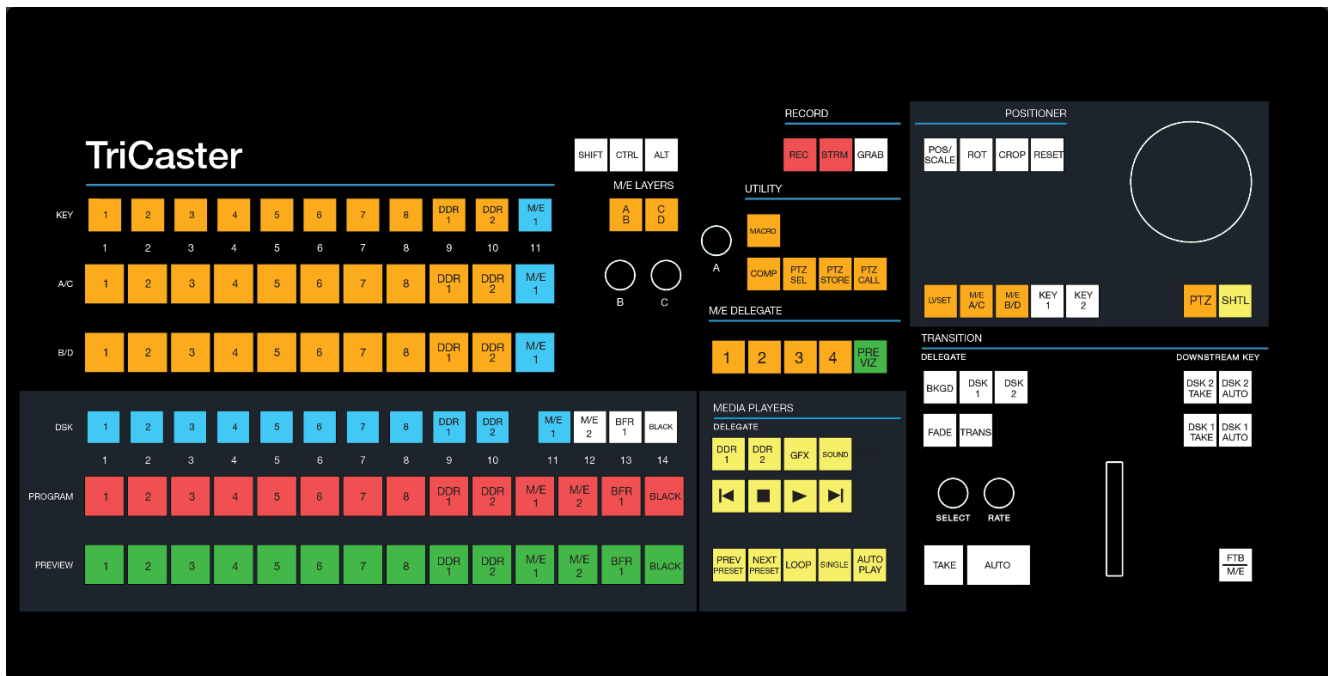 TriCaster
SHIFT CTRL ALT
M/E LAYERS
A B C D
B C
KEY 1 2 3 4 5 6 7 8 DDR 1 DDR 2 M/E 1
1 2 3 4 5 6 7 8 9 10 11
A/C 1 2 3 4 5 6 7 8 DDR 1 DDR 2 M/E 1
B/D 1 2 3 4 5 6 7 8 DDR 1 DDR 2 M/E 1
DSK 1 2 3 4 5 6 7 8 DDR 1 DDR 2 M/E 1 M/E 2 BFR 1 BLACK
1 2 3 4 5 6 7 8 9 10 11 12 13 14
PROGRAM 1 2 3 4 5 6 7 8 DDR 1 DDR 2 M/E 1 M/E 2 BFR 1 BLACK
PREVIEW 1 2 3 4 5 6 7 8 DDR 1 DDR 2 M/E 1 M/E 2 BFR 1 BLACK
RECORD
REC STRM GRAB
UTILITY
MACRO
A
COMP PTZ SEL PTZ STORE PTZ CALL
M/E DELEGATE
1 2 3 4 PRE VIZ
MEDIA PLAYERS
DELEGATE
DDR 1 DDR 2 GFX SOUND
PREV PRESET NEXT PRESET LOOP SINGLE AUTO PLAY
POSITIONER
POS/ SCALE ROT CROP RESET
LVSET M/E A/C M/E B/D KEY 1 KEY 2 PTZ SHTL
TRANSITION
DELEGATE DOWNSTREAM KEY
BKGD DSK 1 DSK 2 DSK 2 TAKE DSK 2 AUTO
FADE TRANS DSK 1 TAKE DSK 1 AUTO
SELECT RATE
TAKE AUTO FTB M/E